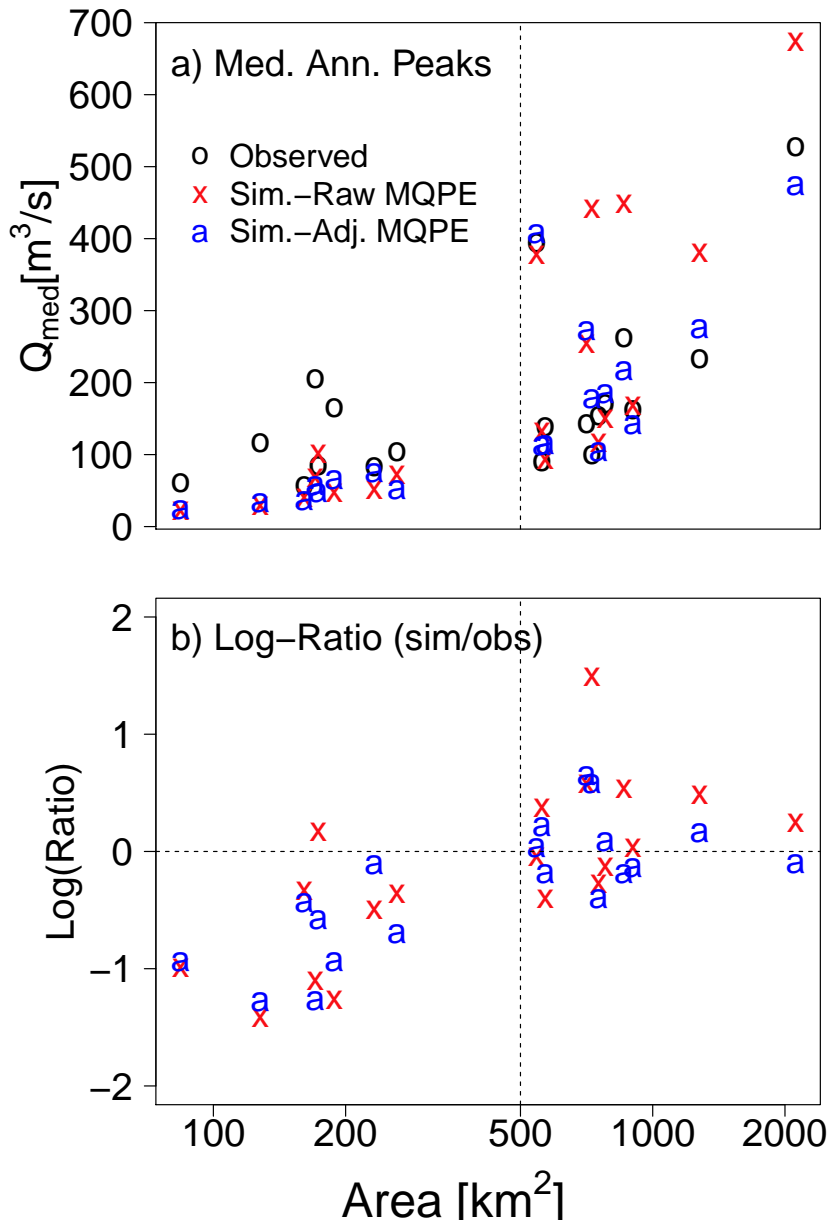 a) Med. Ann. Peaks
o Observed
x Sim.−Raw MQPE
a Sim.−Adj. MQPE
Q_med[m³/s]
700
600
500
400
300
200
100
0
b) Log−Ratio (sim/obs)
Log(Ratio)
2
1
0
−1
−2
100 200 500 1000 2000
Area [km²]